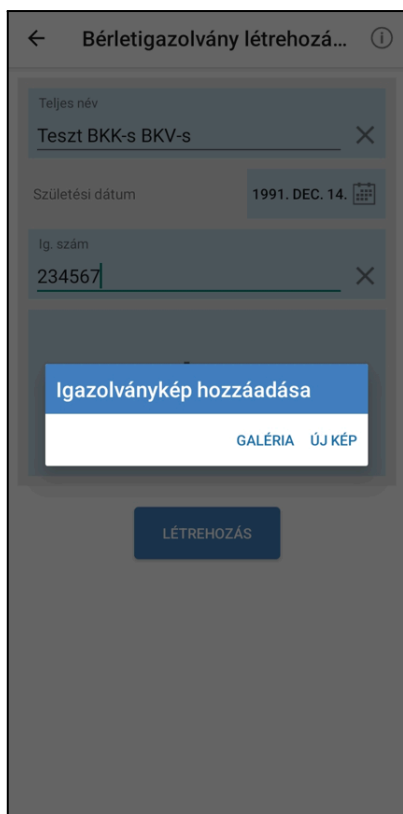 Bérletigazolvány létrehozá...
Teljes név
Teszt BKK-s BKV-s
Születési dátum
1991. DEC. 14.
Ig. szám
234567
Igazolványkép hozzáadása
GALÉRIA ÚJ KÉP
LÉTREHOZÁS